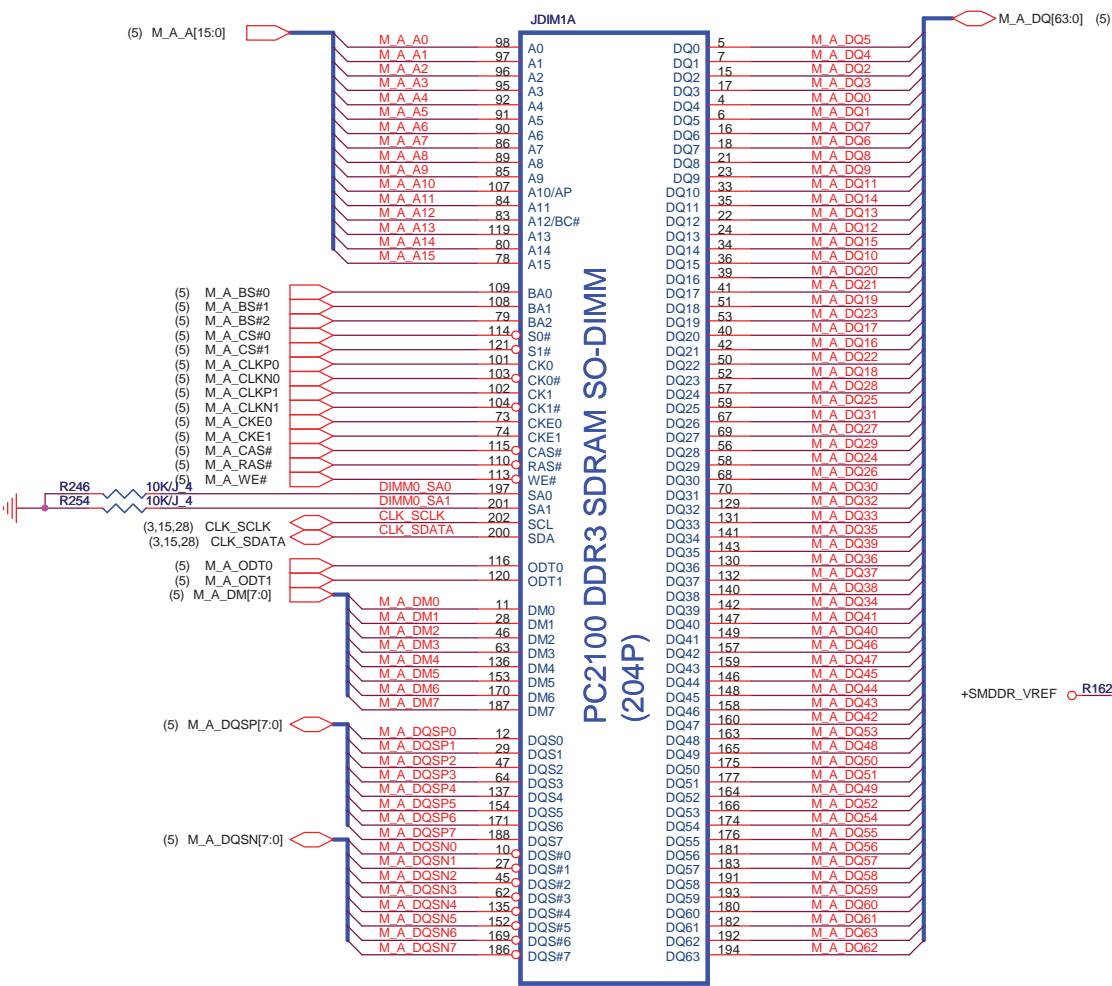 JDIM1A
(5) M_A_A[15:0]
M_A_DQ[63:0] (5)
M_A_A0 98 A0 DQ0 5 M_A_DQ5
M_A_A1 97 A1 DQ1 7 M_A_DQ4
M_A_A2 96 A2 DQ2 15 M_A_DQ2
M_A_A3 95 A3 DQ3 17 M_A_DQ3
M_A_A4 92 A4 DQ4 4 M_A_DQ0
M_A_A5 91 A5 DQ5 6 M_A_DQ1
M_A_A6 90 A6 DQ6 16 M_A_DQ7
M_A_A7 86 A7 DQ7 18 M_A_DQ6
M_A_A8 89 A8 DQ8 21 M_A_DQ8
M_A_A9 85 A9 DQ9 23 M_A_DQ9
M_A_A10 107 A10/AP DQ10 33 M_A_DQ11
M_A_A11 84 A11 DQ11 35 M_A_DQ14
M_A_A12 83 A12/BC# DQ12 22 M_A_DQ13
M_A_A13 119 A13 DQ13 24 M_A_DQ12
M_A_A14 80 A14 DQ14 34 M_A_DQ15
M_A_A15 78 A15 DQ15 36 M_A_DQ10
DQ16 39 M_A_DQ20
(5) M_A_BS#0 109 BA0 DQ17 41 M_A_DQ21
(5) M_A_BS#1 108 BA1 DQ18 51 M_A_DQ19
(5) M_A_BS#2 79 BA2 DQ19 53 M_A_DQ23
(5) M_A_CS#0 114 S0# DQ20 40 M_A_DQ17
(5) M_A_CS#1 121 S1# DQ21 42 M_A_DQ16
(5) M_A_CLKP0 101 CK0 DQ22 50 M_A_DQ22
(5) M_A_CLKN0 103 CK0# DQ23 52 M_A_DQ18
(5) M_A_CLKP1 102 CK1 DQ24 57 M_A_DQ28
(5) M_A_CLKN1 104 CK1# DQ25 59 M_A_DQ25
(5) M_A_CKE0 73 CKE0 DQ26 67 M_A_DQ31
(5) M_A_CKE1 74 CKE1 DQ27 69 M_A_DQ27
(5) M_A_CAS# 115 CAS# DQ28 56 M_A_DQ29
(5) M_A_RAS# 110 RAS# DQ29 58 M_A_DQ24
(5) M_A_WE# 113 WE# DQ30 68 M_A_DQ26
R246 10K/J_4 DIMM0_SA0 197 SA0 DQ31 70 M_A_DQ30
R254 10K/J_4 DIMM0_SA1 201 SA1 DQ32 129 M_A_DQ32
(3,15,28) CLK_SCLK CLK_SCLK 202 SCL DQ33 131 M_A_DQ33
(3,15,28) CLK_SDATA CLK_SDATA 200 SDA DQ34 141 M_A_DQ35
DQ35 143 M_A_DQ39
(5) M_A_ODT0 116 ODT0 DQ36 130 M_A_DQ36
(5) M_A_ODT1 120 ODT1 DQ37 132 M_A_DQ37
(5) M_A_DM[7:0] DQ38 140 M_A_DQ38
M_A_DM0 11 DM0 DQ39 142 M_A_DQ34
M_A_DM1 28 DM1 DQ40 147 M_A_DQ41
M_A_DM2 46 DM2 DQ41 149 M_A_DQ40
M_A_DM3 63 DM3 DQ42 157 M_A_DQ46
M_A_DM4 136 DM4 DQ43 159 M_A_DQ47
M_A_DM5 153 DM5 DQ44 146 M_A_DQ45
M_A_DM6 170 DM6 DQ45 148 M_A_DQ44
M_A_DM7 187 DM7 DQ46 158 M_A_DQ43
DQ47 160 M_A_DQ42
(5) M_A_DQSP[7:0]
M_A_DQSP0 12 DQS0 DQ48 163 M_A_DQ53
M_A_DQSP1 29 DQS1 DQ49 165 M_A_DQ48
M_A_DQSP2 47 DQS2 DQ50 175 M_A_DQ50
M_A_DQSP3 64 DQS3 DQ51 177 M_A_DQ51
M_A_DQSP4 137 DQS4 DQ52 164 M_A_DQ49
M_A_DQSP5 154 DQS5 DQ53 166 M_A_DQ52
M_A_DQSP6 171 DQS6 DQ54 174 M_A_DQ54
M_A_DQSP7 188 DQS7 DQ55 176 M_A_DQ55
(5) M_A_DQSN[7:0]
M_A_DQSN0 10 DQS#0 DQ56 181 M_A_DQ56
M_A_DQSN1 27 DQS#1 DQ57 183 M_A_DQ57
M_A_DQSN2 45 DQS#2 DQ58 191 M_A_DQ58
M_A_DQSN3 62 DQS#3 DQ59 193 M_A_DQ59
M_A_DQSN4 135 DQS#4 DQ60 180 M_A_DQ60
M_A_DQSN5 152 DQS#5 DQ61 182 M_A_DQ61
M_A_DQSN6 169 DQS#6 DQ62 192 M_A_DQ63
M_A_DQSN7 186 DQS#7 DQ63 194 M_A_DQ62
PC2100 DDR3 SDRAM SO-DIMM
(204P)
+SMDDR_VREF R162